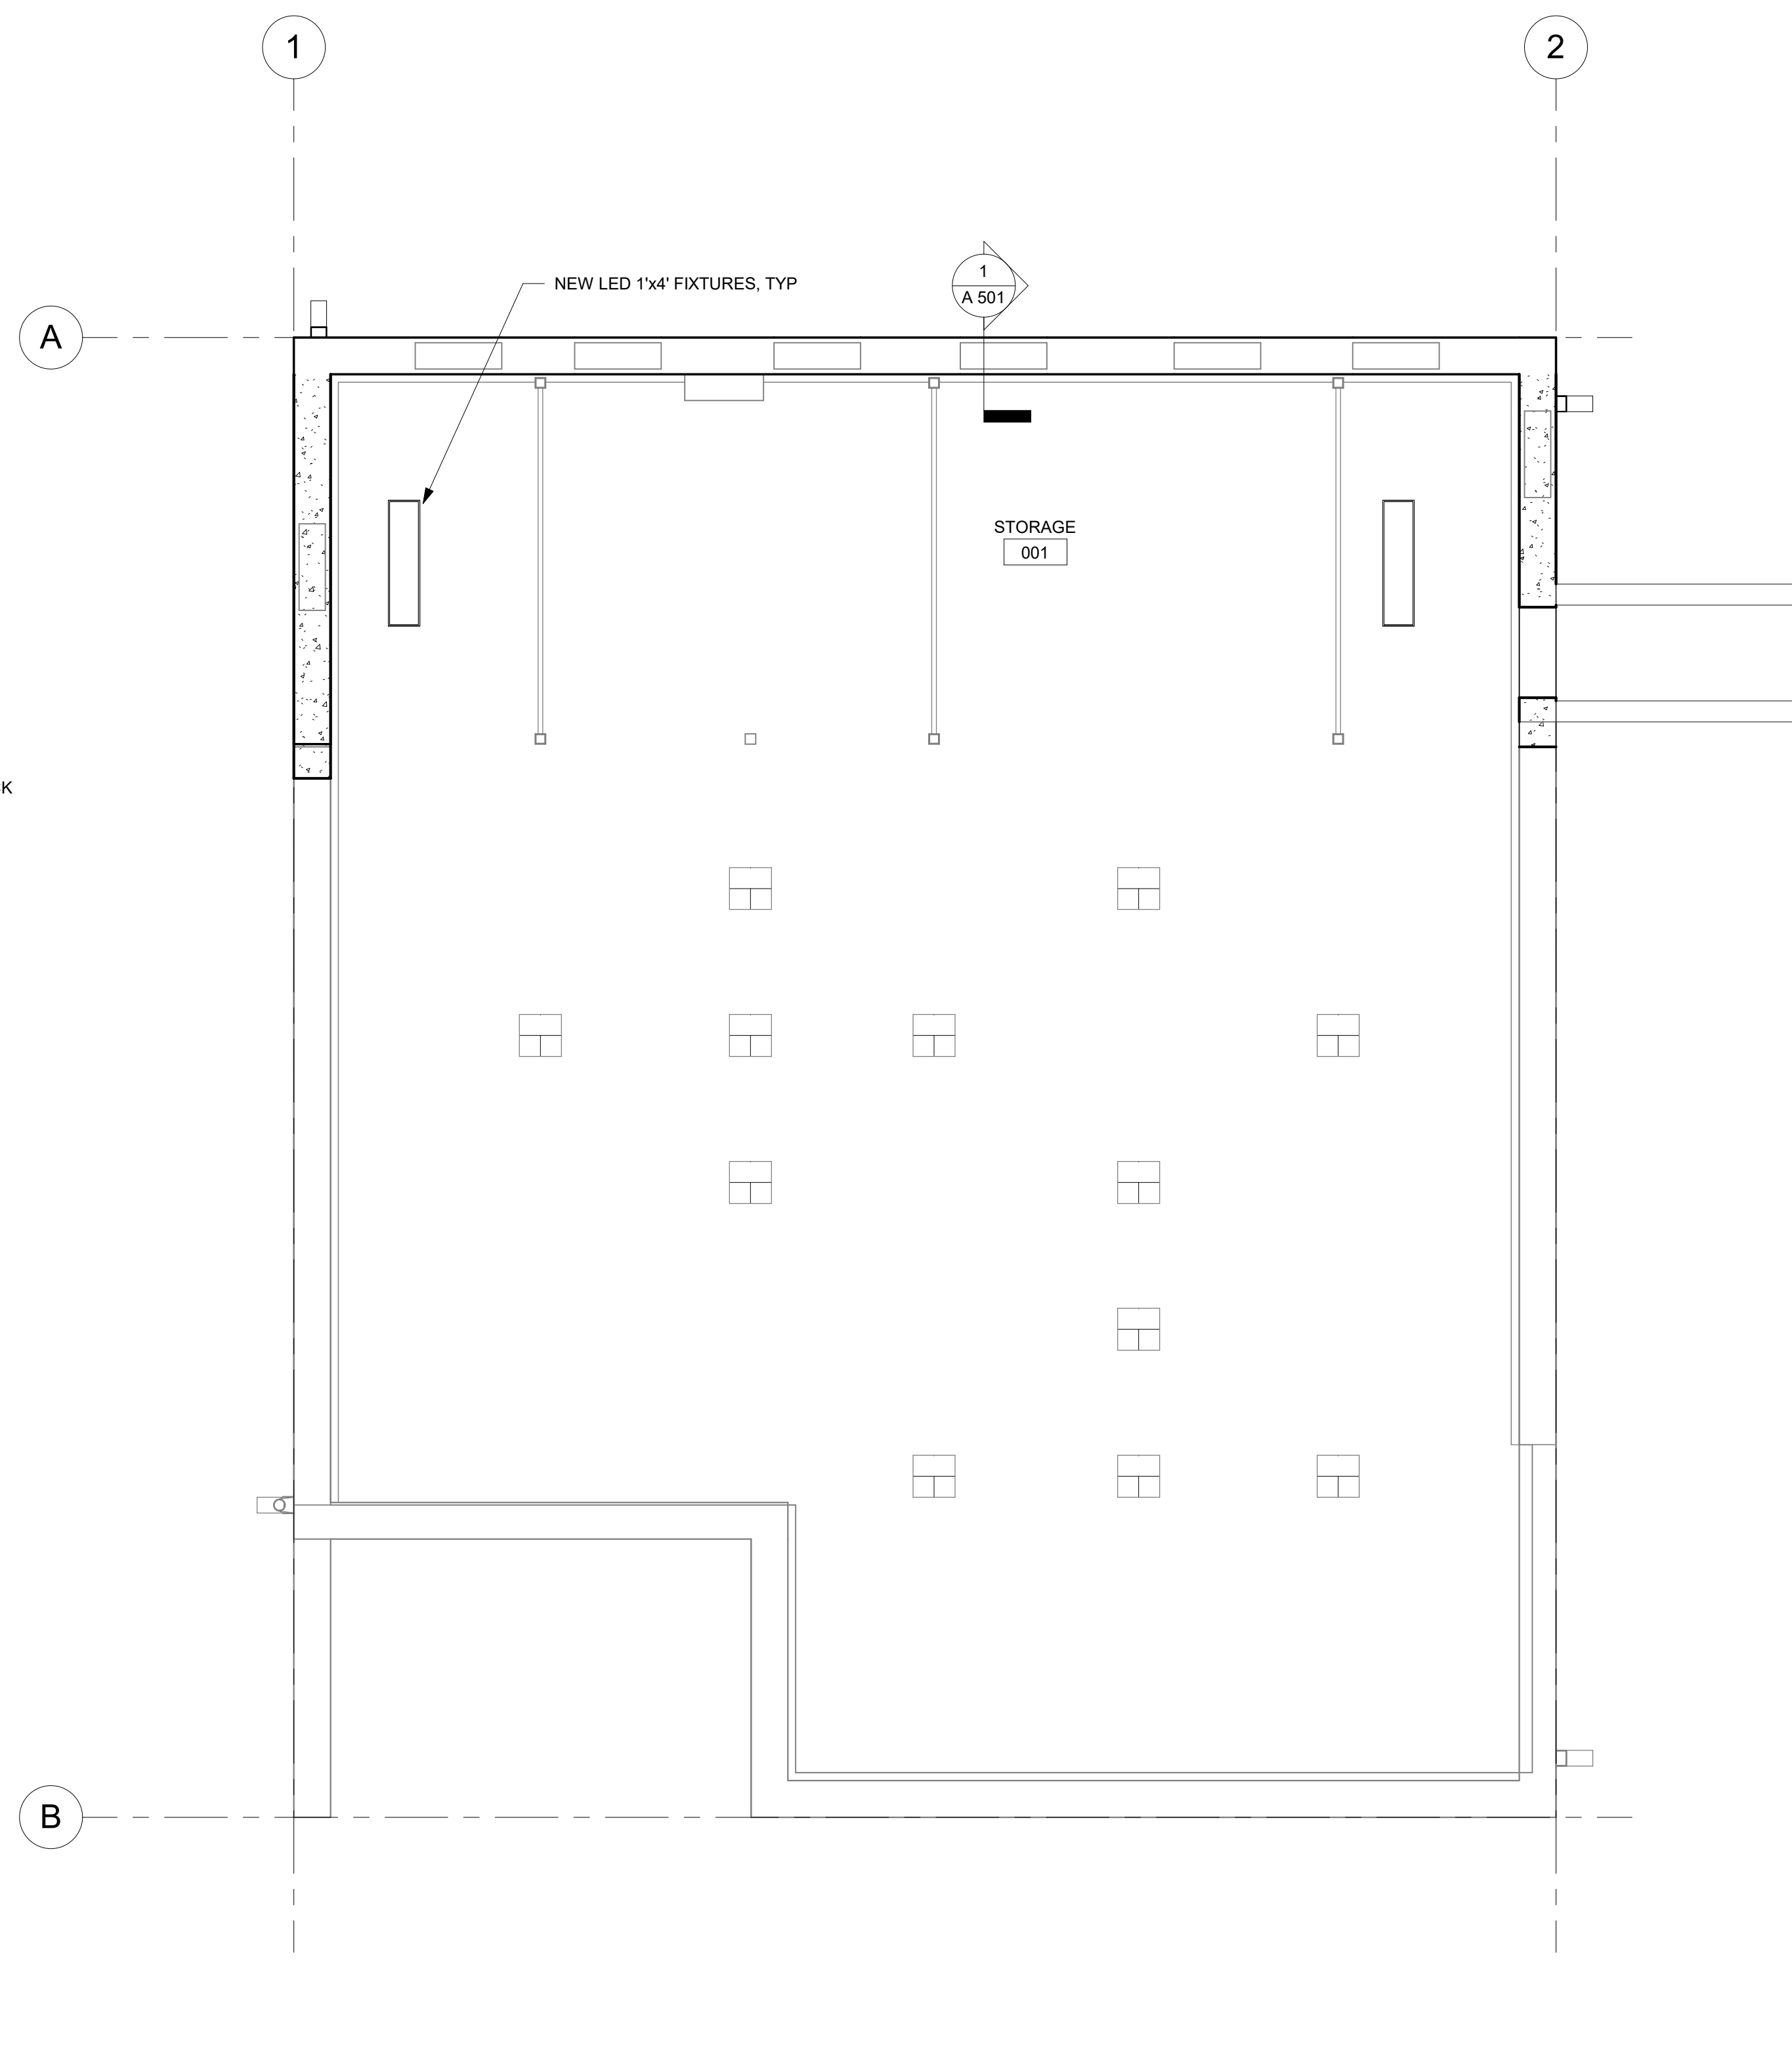 1
2
1
A 501
NEW LED 1'x4' FIXTURES, TYP
A
STORAGE
001
K
B